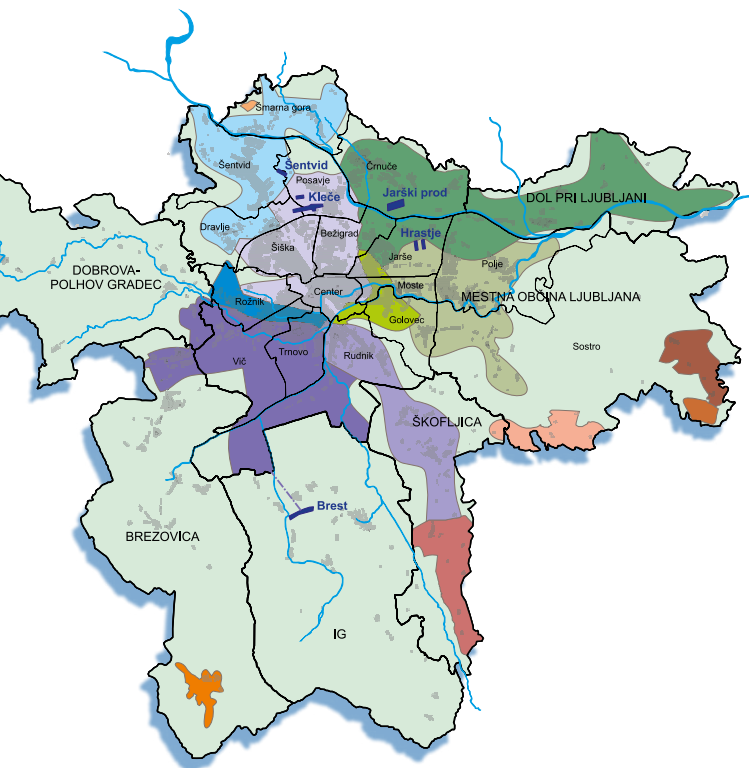 Šmarna gora
Šentvid
Šentvid
Posavje
Kleče
Črnuče
Jarški prod
DOL PRI LJUBLJANI
Dravlje
Bežigrad
Hrastje
Šiška
Jarše
Polje
DOBROVA-
POLHOV GRADEC
Rožnik
Center
Moste
MESTNA OBČINA LJUBLJANA
Golovec
Vič
Trnovo
Rudnik
Sostro
ŠKOFLJICA
Brest
BREZOVICA
IG